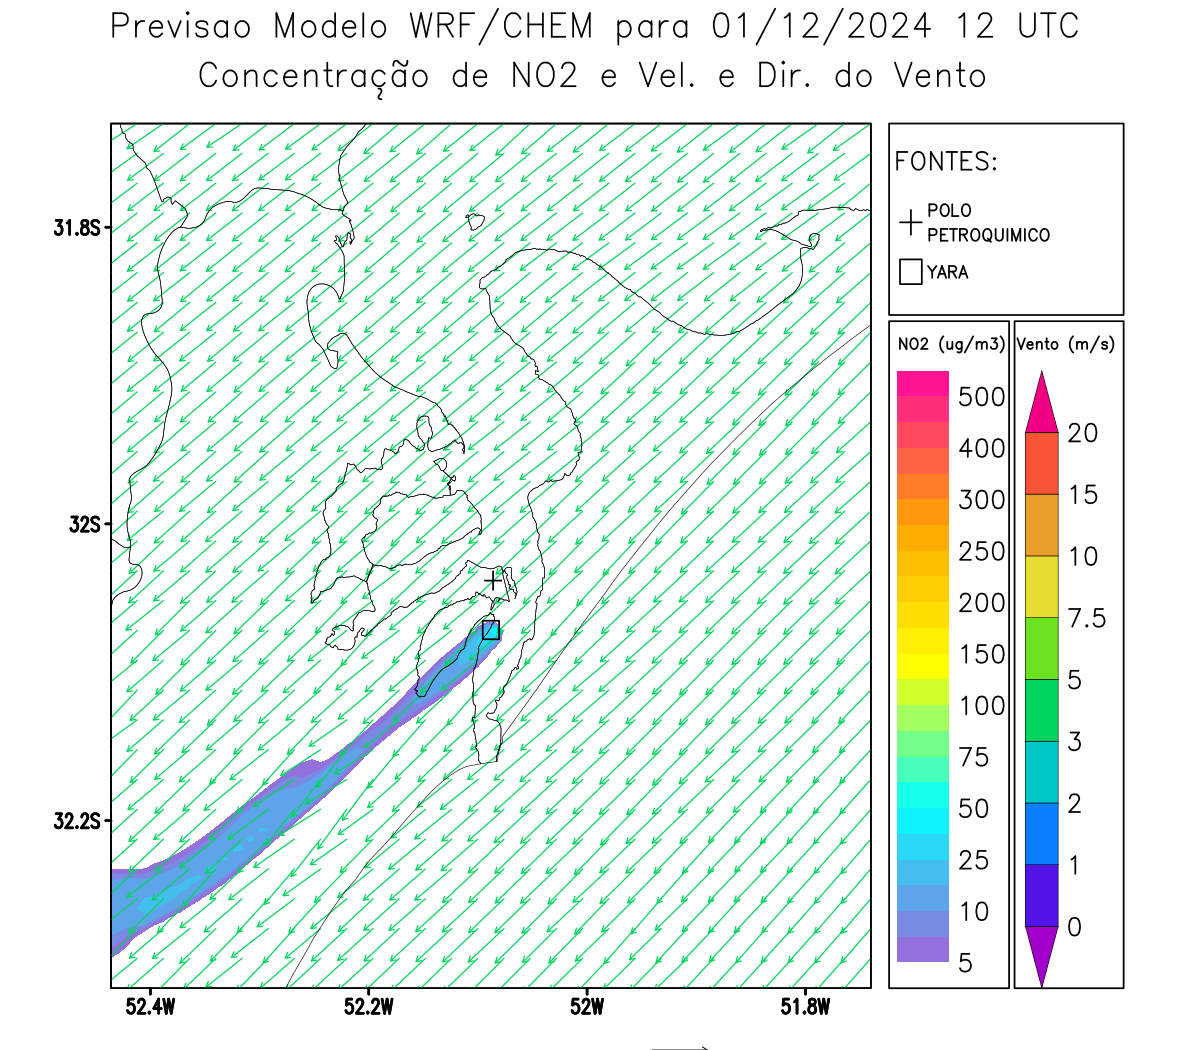 Previsao Modelo WRF/CHEM para 01/12/2024 12 UTC
Concentração de NO2 e Vel. e Dir. do Vento
FONTES:
POLO
PETROQUIMICO
YARA
31.8S
32S
32.2S
52.4W
52.2W
52W
51.8W
NO2 (ug/m3)
500
400
300
250
200
150
100
75
50
25
10
5
Vento (m/s)
20
15
10
7.5
5
3
2
1
0